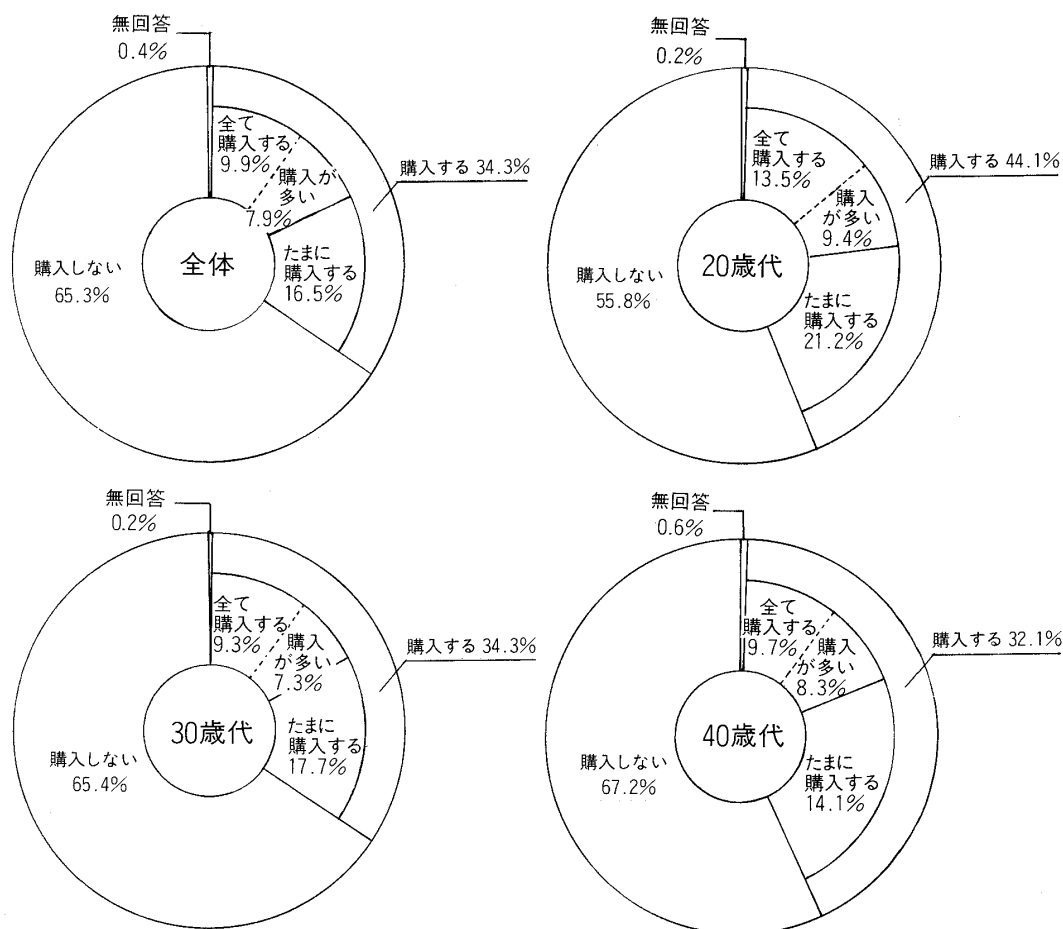 無回答
0.4%
全て
購入する
9.9%
購入が
多い
7.9%
購入する 34.3%
たまに
購入する
16.5%
購入しない
65.3%
全体
無回答
0.2%
全て
購入する
13.5%
購入
が多い
9.4%
購入する 44.1%
たまに
購入する
21.2%
購入しない
55.8%
20歳代
無回答
0.2%
全て
購入する
9.3%
購入
が多い
7.3%
購入する 34.3%
たまに
購入する
17.7%
購入しない
65.4%
30歳代
無回答
0.6%
全て
購入する
9.7%
購入
が多い
8.3%
購入する 32.1%
たまに
購入する
14.1%
購入しない
67.2%
40歳代